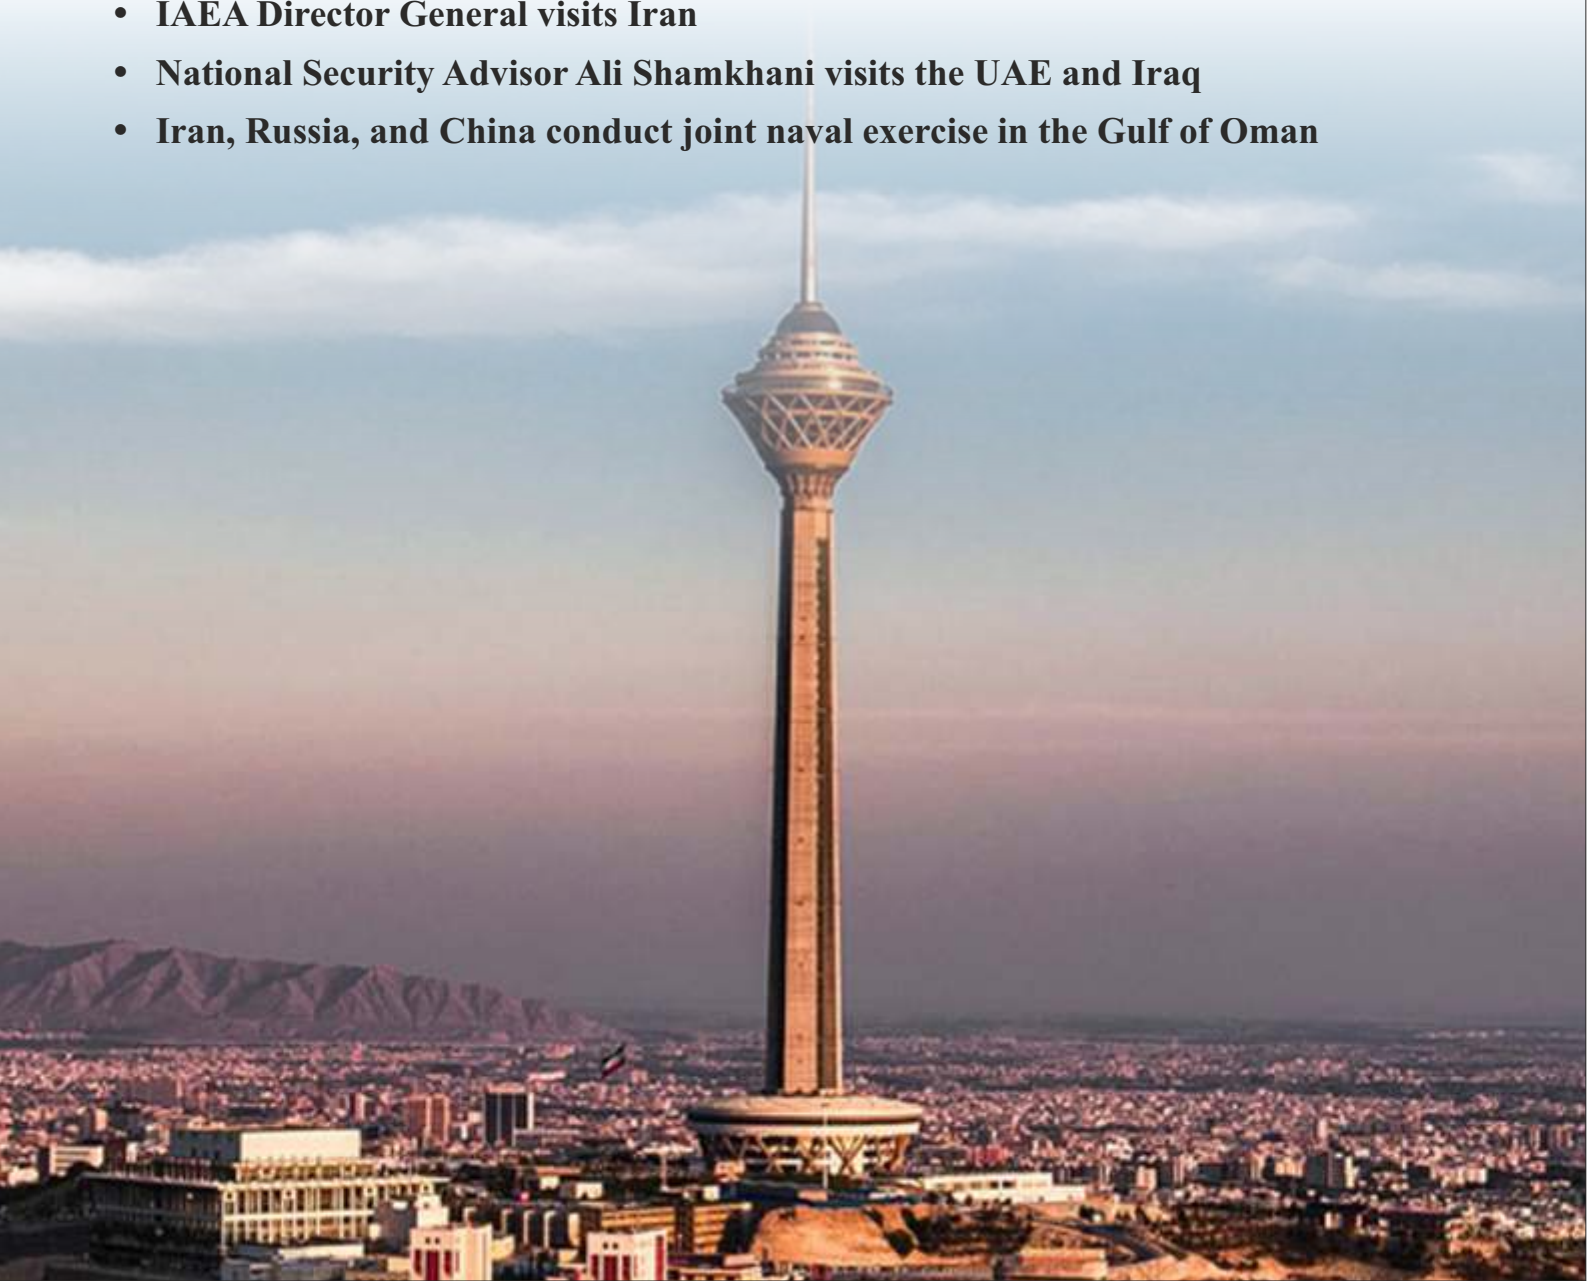 • IAEA Director General visits Iran
• National Security Advisor Ali Shamkhani visits the UAE and Iraq
• Iran, Russia, and China conduct joint naval exercise in the Gulf of Oman